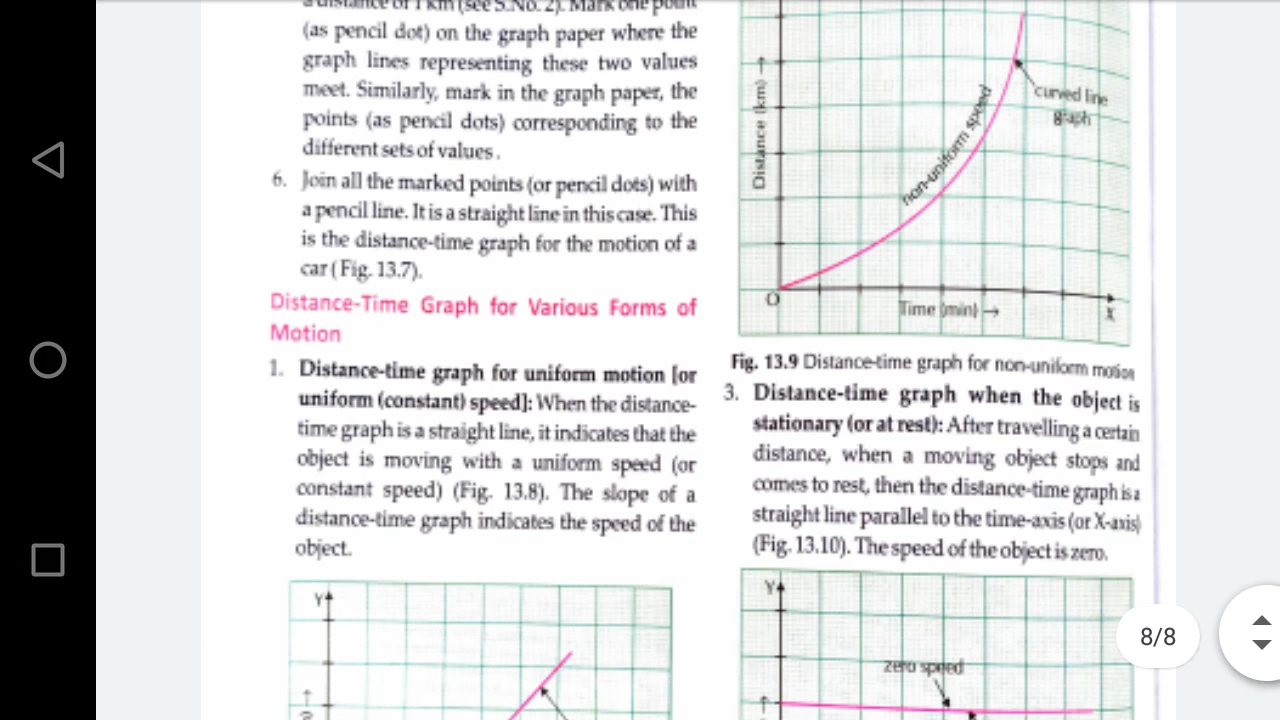 a distance of 1 km (see S.No. 2). Mark one point
(as pencil dot) on the graph paper where the
graph lines representing these two values
meet. Similarly, mark in the graph paper, the
points (as pencil dots) corresponding to the
different sets of values.
6. Join all the marked points (or pencil dots) with
a pencil line. It is a straight line in this case. This
is the distance-time graph for the motion of a
car (Fig. 13.7).
Distance-Time Graph for Various Forms of
Motion
1. Distance-time graph for uniform motion [or
uniform (constant) speed]: When the distance-
time graph is a straight line, it indicates that the
object is moving with a uniform speed (or
constant speed) (Fig. 13.8). The slope of a
distance-time graph indicates the speed of the
object.
Y
Distance (km) →
non-uniform speed
curved line
graph
O
Time (min) →
X
Fig. 13.9 Distance-time graph for non-uniform motion
3. Distance-time graph when the object is
stationary (or at rest): After travelling a certain
distance, when a moving object stops and
comes to rest, then the distance-time graph is a
straight line parallel to the time-axis (or X-axis)
(Fig. 13.10). The speed of the object is zero.
Y
zero speed
8/8